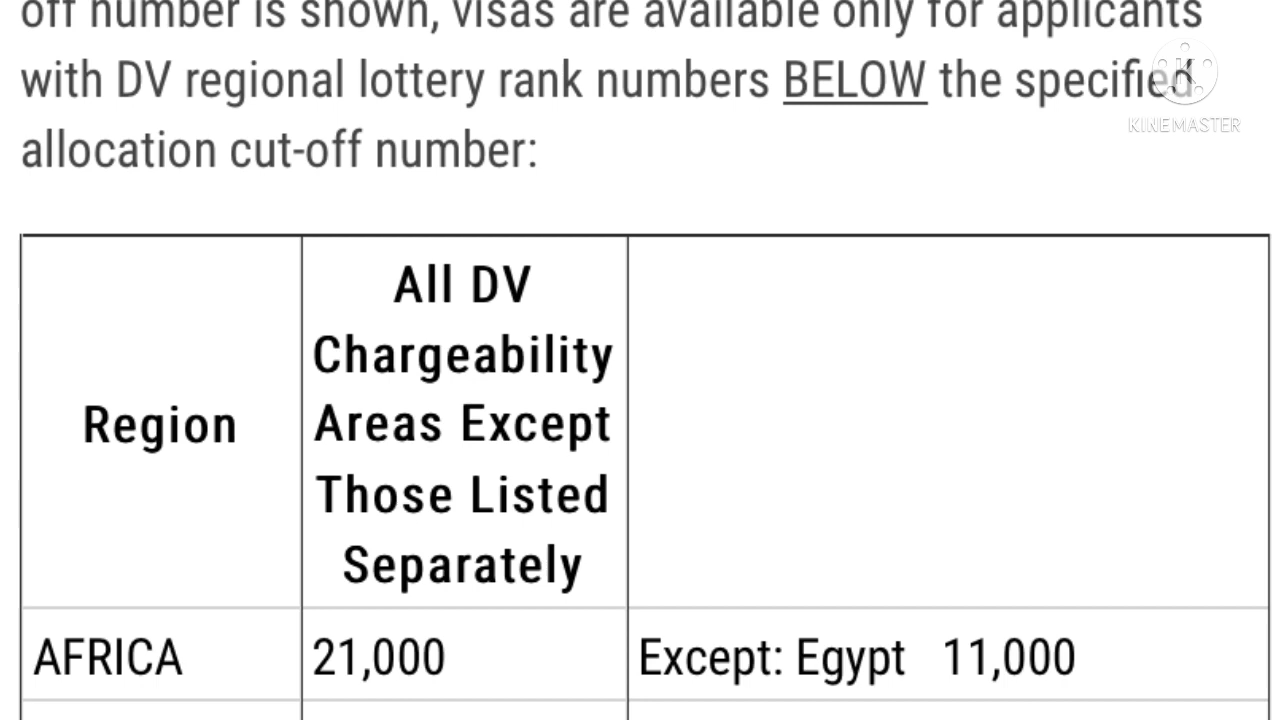 off number is shown, visas are available only for applicants
with DV regional lottery rank numbers BELOW the specified
allocation cut-off number:
KINEMASTER
Region
All DV
Chargeability
Areas Except
Those Listed
Separately
AFRICA 21,000 Except: Egypt 11,000